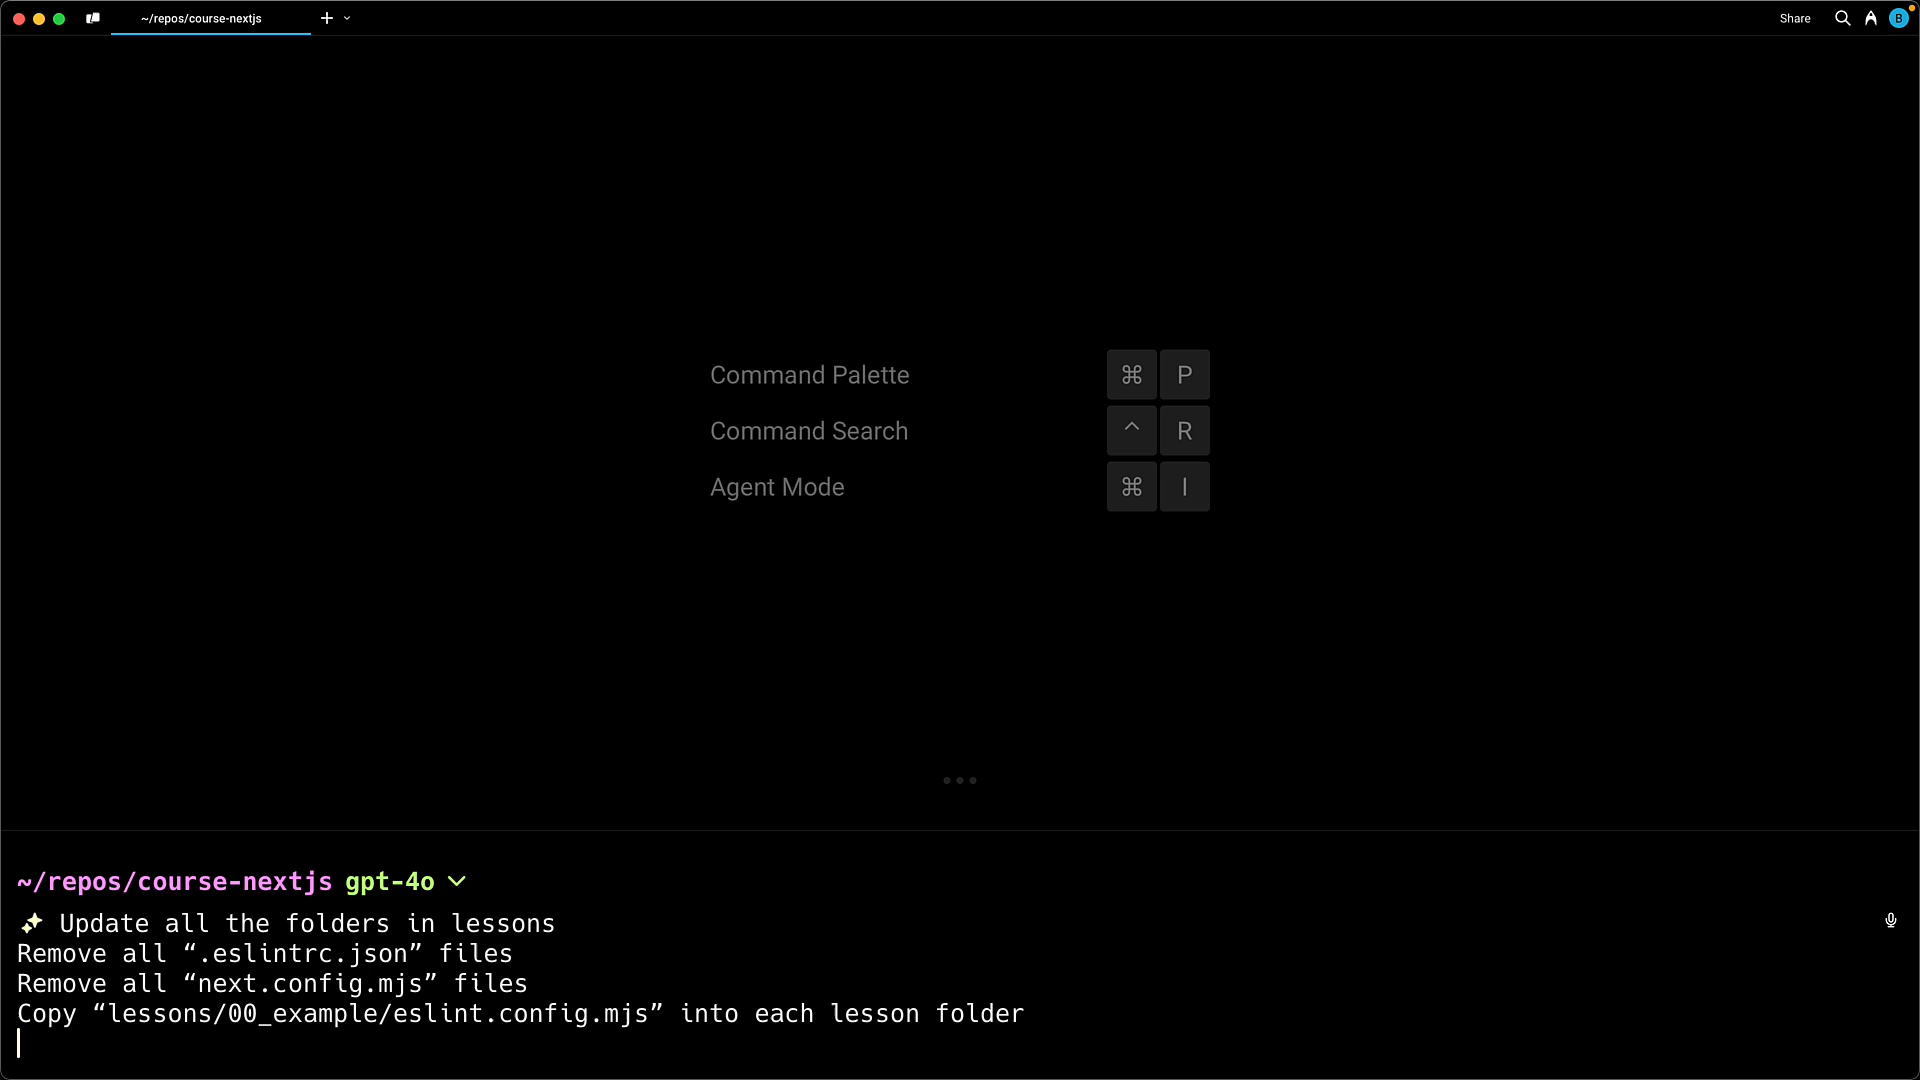 ~/repos/course-nextjs
Share
B
Command Palette ⌘ P
Command Search ^ R
Agent Mode ⌘ I
~/repos/course-nextjs gpt-4o
Update all the folders in lessons
Remove all “.eslintrc.json” files
Remove all “next.config.mjs” files
Copy “lessons/00_example/eslint.config.mjs” into each lesson folder